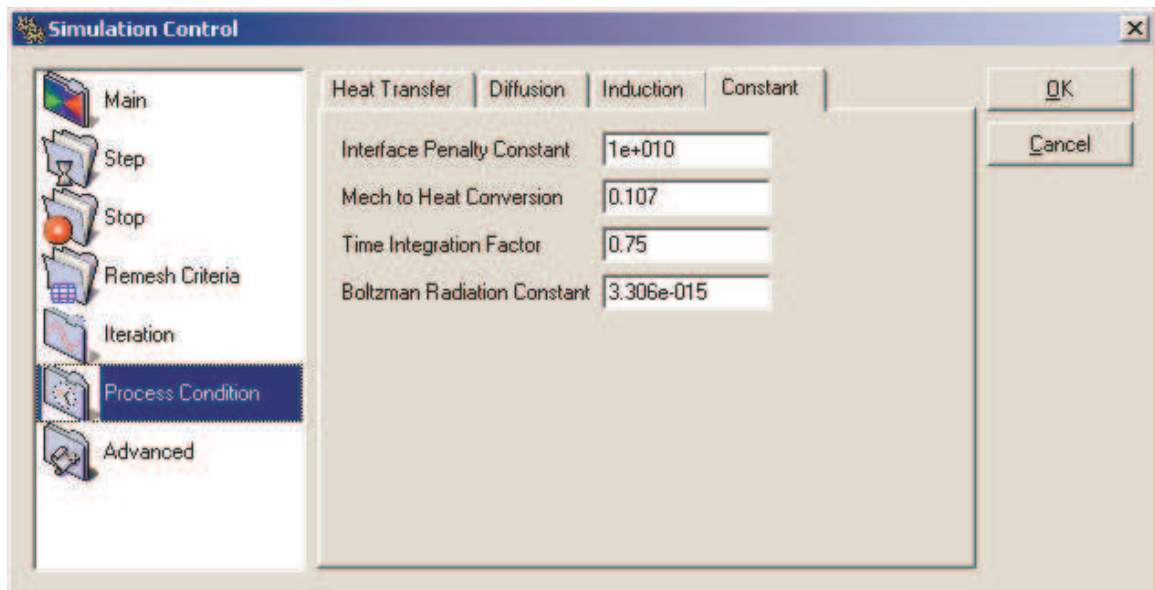 Simulation Control
Main
Step
Stop
Remesh Criteria
Iteration
Process Condition
Advanced
Heat Transfer Diffusion Induction Constant
Interface Penalty Constant 1e+010
Mech to Heat Conversion 0.107
Time Integration Factor 0.75
Boltzman Radiation Constant 3.306e-015
OK
Cancel